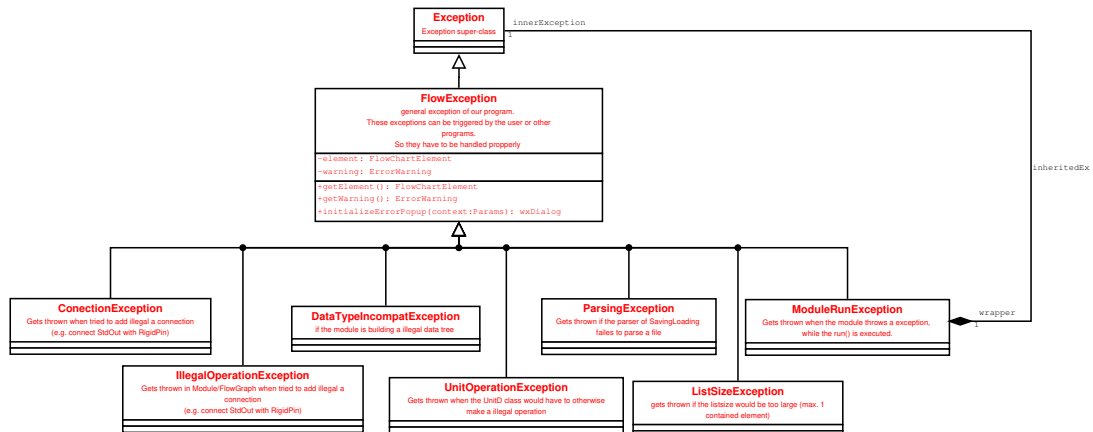 Exception
Exception super-class
innerException
1
FlowException
general exception of our program.
These exceptions can be triggered by the user or other
programs.
So they have to be handled propperly
-element: FlowChartElement
-warning: ErrorWarning
+getElement(): FlowChartElement
+getWarning(): ErrorWarning
+initializeErrorPopup(context:Params): wxDialog
inheritedEx
ConectionException
Gets thrown when tried to add illegal a connection
(e.g. connect StdOut with RigidPin)
DataTypeIncompatException
if the module is building a illegal data tree
ParsingException
Gets thrown if the parser of SavingLoading
failes to parse a file
ModuleRunException
Gets thrown when the module throws a exception,
while the run() is executed.
wrapper
1
IllegalOperationException
Gets thrown in Module/FlowGraph when tried to add illegal a
connection
(e.g. connect StdOut with RigidPin)
UnitOperationException
Gets thrown when the UnitD class would have to otherwise
make a illegal operation
ListSizeException
gets thrown if the listsize would be too large (max. 1
contained element)